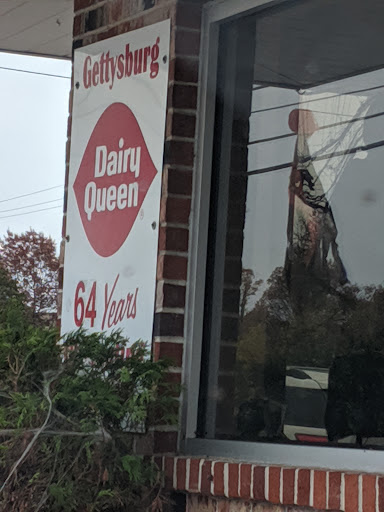 Gettysburg
Dairy
Queen
®
64 Years